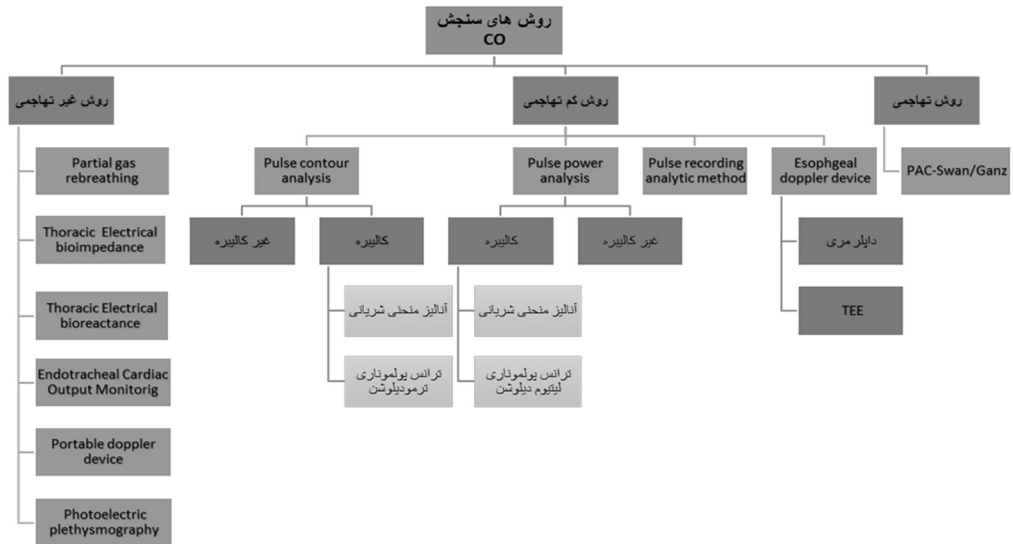 روش های سنجش
CO
روش غیر تهاجمی
روش کم تهاجمی
روش تهاجمی
Partial gas
rebreathing
Thoracic Electrical
bioimpedance
Thoracic Electrical
bioreactance
Endotracheal Cardiac
Output Monitorig
Portable doppler
device
Photoelectric
plethysmography
Pulse contour
analysis
غیر کالیبره
کالیبره
آنالیز منحنی شریانی
ترانس پولموناری
ترمودیلوشن
Pulse power
analysis
کالیبره
غیر کالیبره
آنالیز منحنی شریانی
ترانس پولموناری
لیتیوم دیلوشن
Pulse recording
analytic method
Esophgeal
doppler device
داپلر مری
TEE
PAC-Swan/Ganz